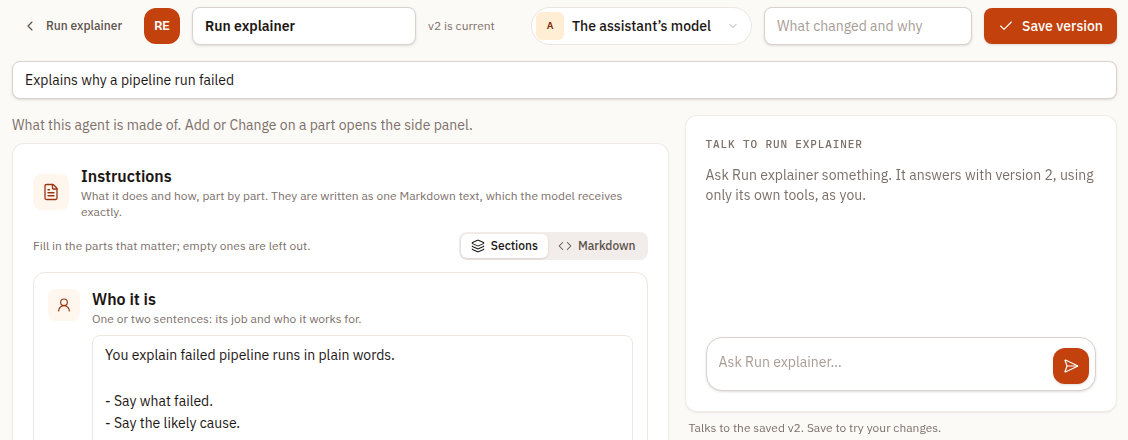 Run explainer
RE
Run explainer
v2 is current
A
The assistant's model
What changed and why
Save version
Explains why a pipeline run failed
What this agent is made of. Add or Change on a part opens the side panel.
Instructions
What it does and how, part by part. They are written as one Markdown text, which the model receives
exactly.
Fill in the parts that matter; empty ones are left out.
Sections
Markdown
Who it is
One or two sentences: its job and who it works for.
You explain failed pipeline runs in plain words.
- Say what failed.
- Say the likely cause.
TALK TO RUN EXPLAINER
Ask Run explainer something. It answers with version 2, using
only its own tools, as you.
Ask Run explainer...
Talks to the saved v2. Save to try your changes.